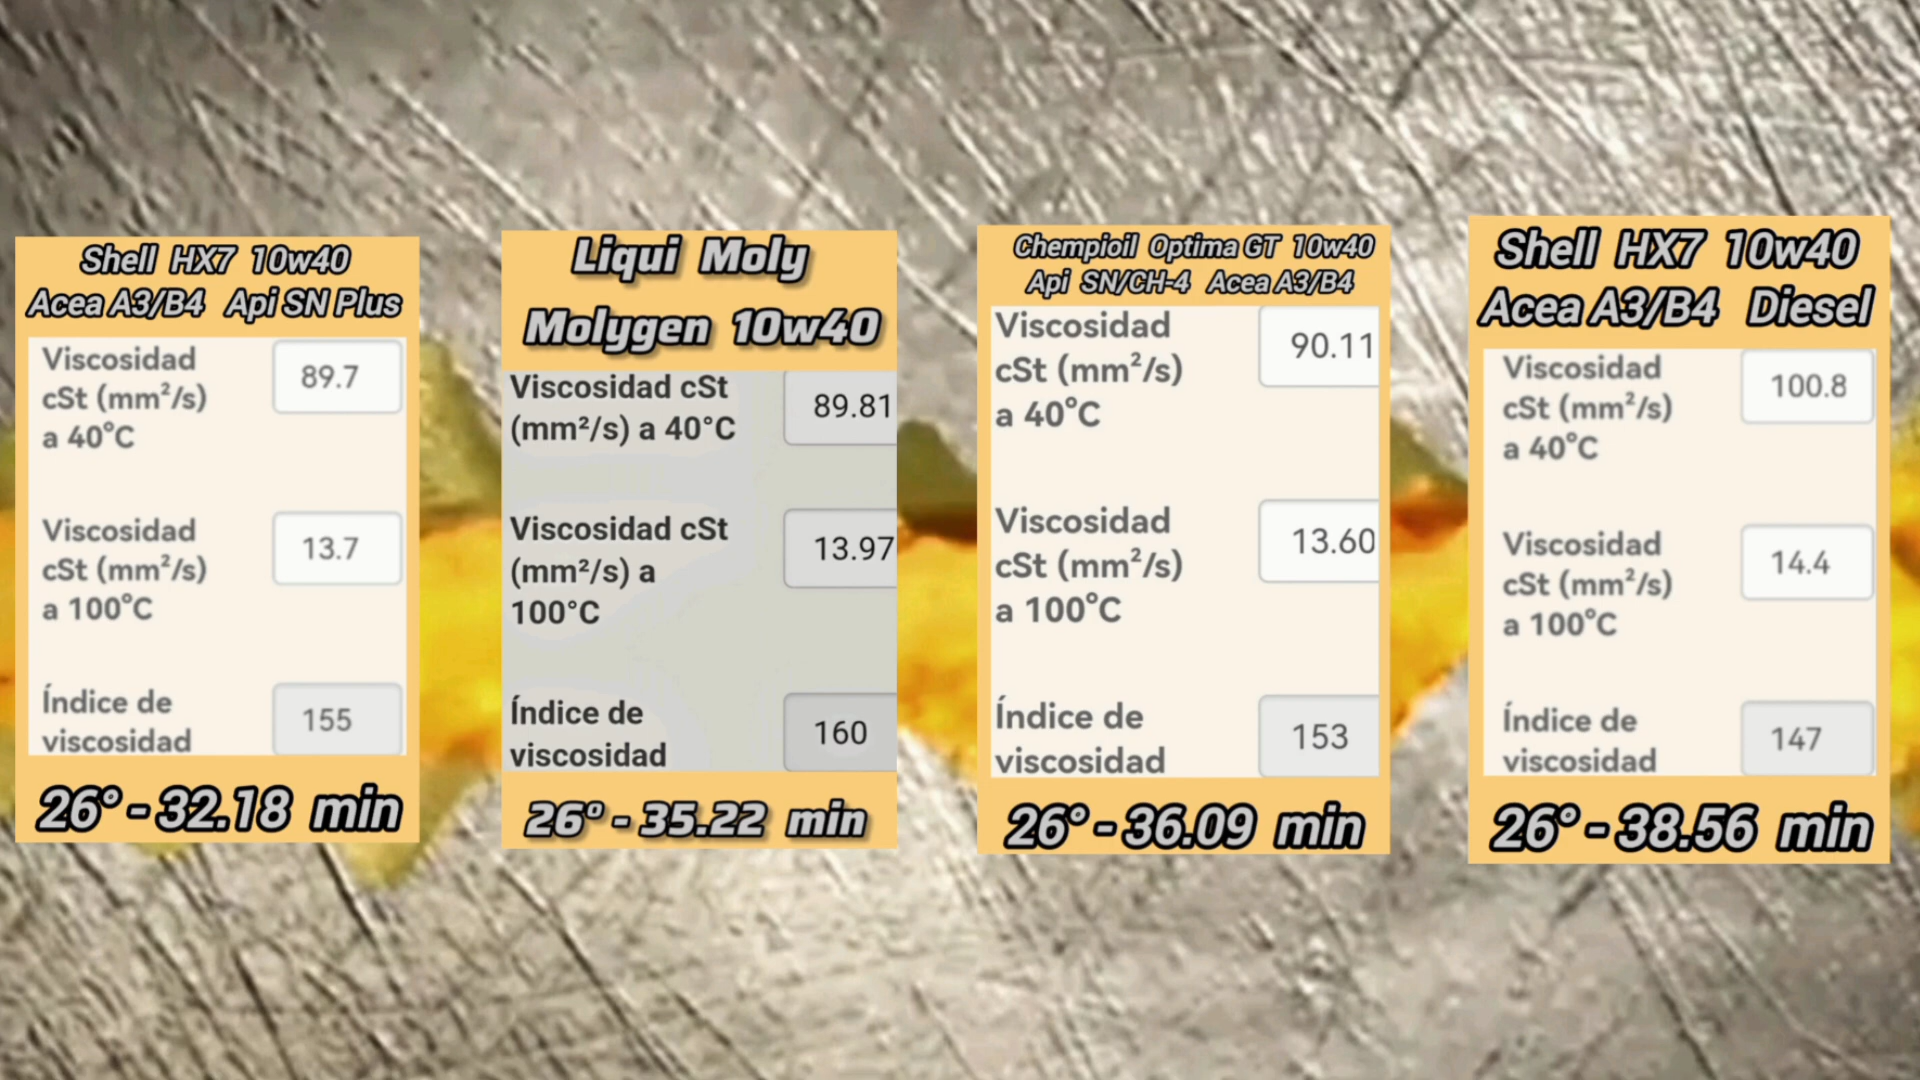 Shell HX7 10w40
Acea A3/B4 Api SN Plus
Viscosidad
cSt (mm²/s)
a 40°C
89.7
Viscosidad
cSt (mm²/s)
a 100°C
13.7
Índice de
viscosidad
155
26° - 32.18 min
Liqui Moly
Molygen 10w40
Viscosidad cSt
(mm²/s) a 40°C
89.81
Viscosidad cSt
(mm²/s) a
100°C
13.97
Índice de
viscosidad
160
26º - 35.22 min
Chempioil Optima GT 10w40
Api SN/CH-4 Acea A3/B4
Viscosidad
cSt (mm²/s)
a 40°C
90.11
Viscosidad
cSt (mm²/s)
a 100°C
13.60
Índice de
viscosidad
153
26° - 36.09 min
Shell HX7 10w40
Acea A3/B4 Diesel
Viscosidad
cSt (mm²/s)
a 40°C
100.8
Viscosidad
cSt (mm²/s)
a 100°C
14.4
Índice de
viscosidad
147
26° - 38.56 min